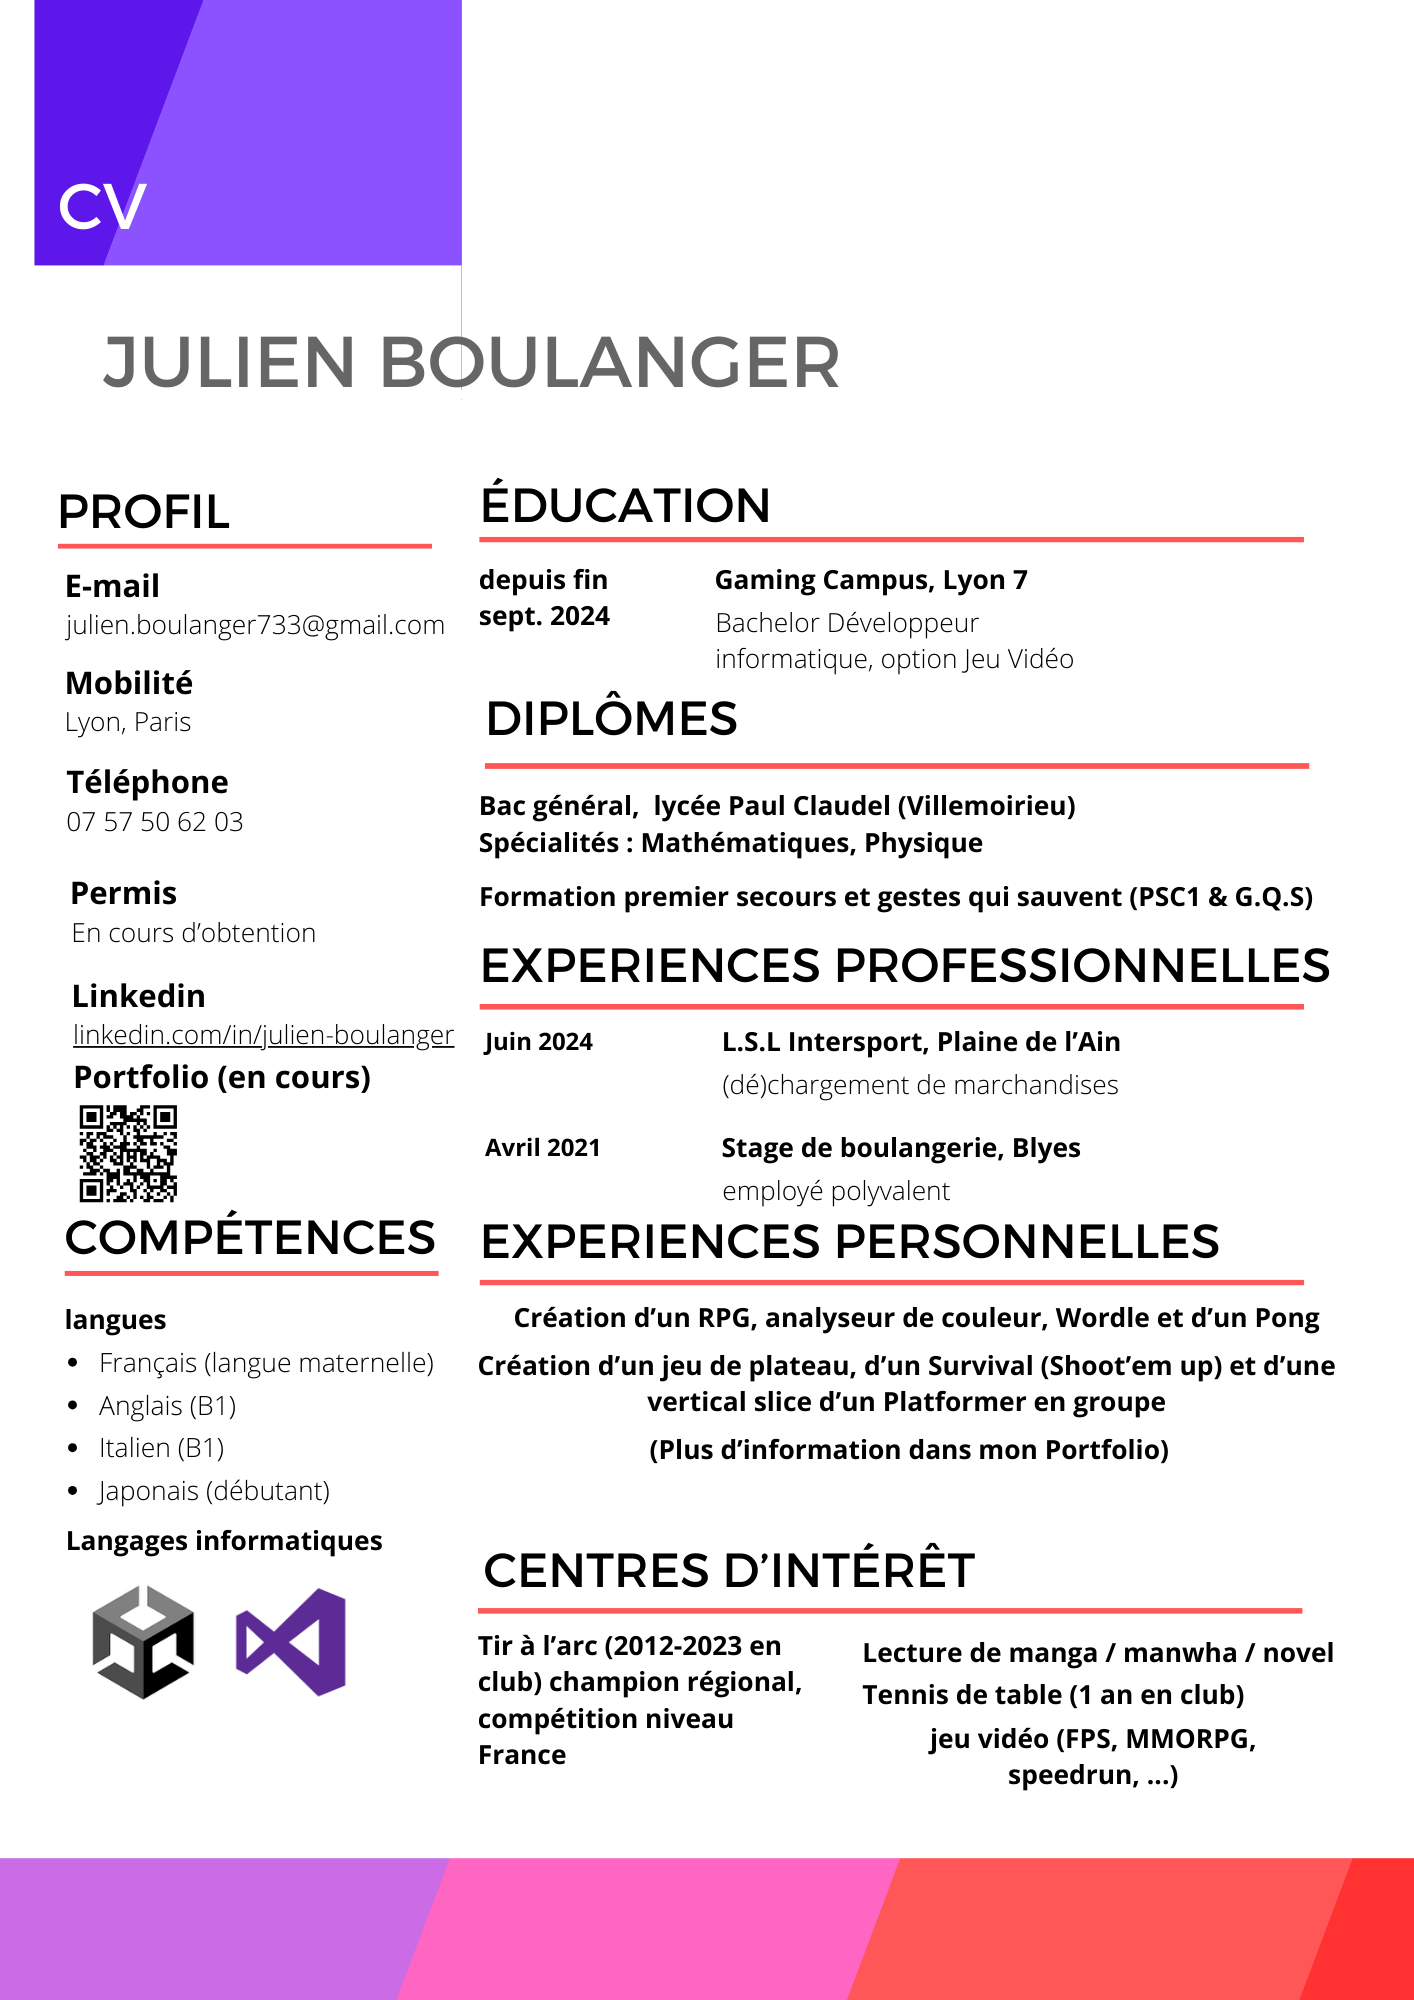 CV
JULIEN BOULANGER
PROFIL
E-mail
julien.boulanger733@gmail.com
Mobilité
Lyon, Paris
Téléphone
07 57 50 62 03
Permis
En cours d’obtention
Linkedin
linkedin.com/in/julien-boulanger
Portfolio (en cours)
COMPÉTENCES
langues
• Français (langue maternelle)
• Anglais (B1)
• Italien (B1)
• Japonais (débutant)
Langages informatiques
ÉDUCATION
depuis fin
sept. 2024
Gaming Campus, Lyon 7
Bachelor Développeur
informatique, option Jeu Vidéo
DIPLÔMES
Bac général,  lycée Paul Claudel (Villemoirieu)
Spécialités : Mathématiques, Physique
Formation premier secours et gestes qui sauvent (PSC1 & G.Q.S)
EXPERIENCES PROFESSIONNELLES
Juin 2024
L.S.L Intersport, Plaine de l’Ain
(dé)chargement de marchandises
Avril 2021
Stage de boulangerie, Blyes
employé polyvalent
EXPERIENCES PERSONNELLES
Création d’un RPG, analyseur de couleur, Wordle et d’un Pong
Création d’un jeu de plateau, d’un Survival (Shoot’em up) et d’une
vertical slice d’un Platformer en groupe
(Plus d’information dans mon Portfolio)
CENTRES D’INTÉRÊT
Tir à l’arc (2012-2023 en
club) champion régional,
compétition niveau
France
Lecture de manga / manwha / novel
Tennis de table (1 an en club)
jeu vidéo (FPS, MMORPG,
speedrun, ...)